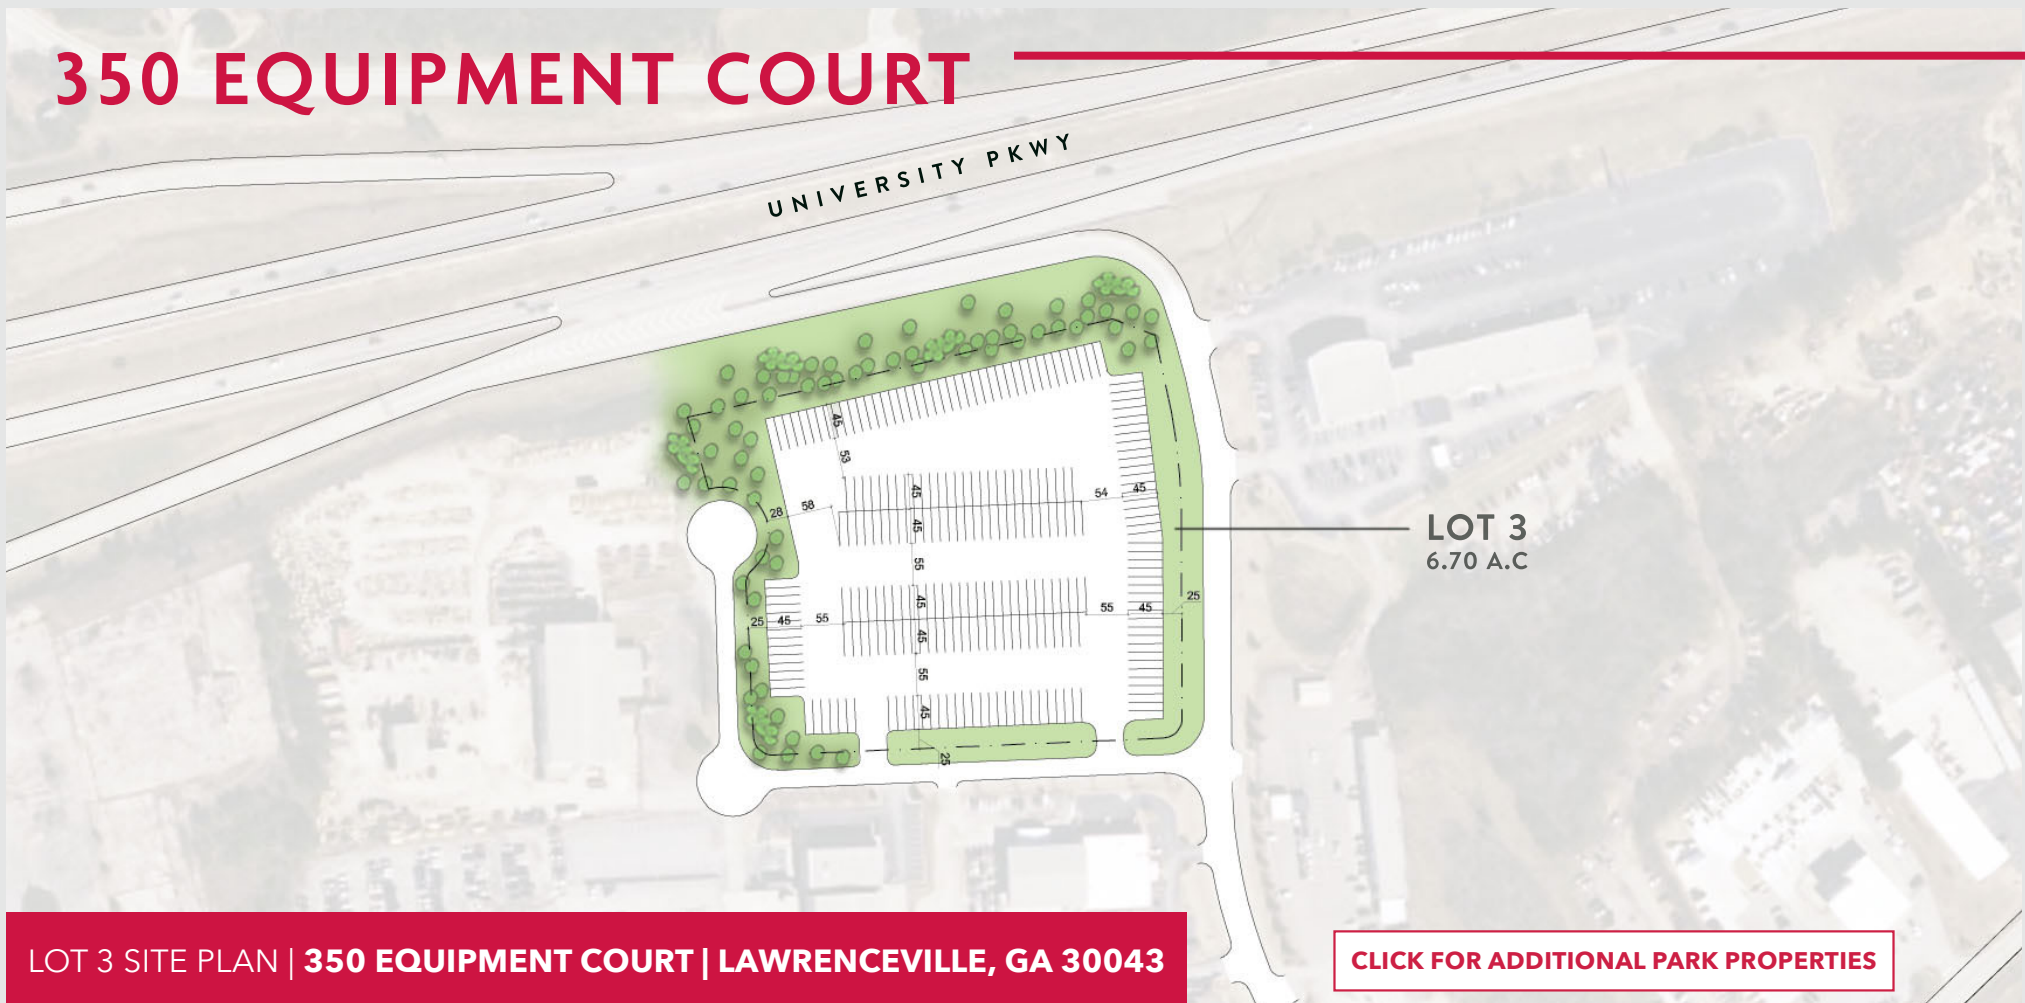 350 EQUIPMENT COURT
UNIVERSITY PKWY
45
53
28 58
45
45
54 45
55
45
45
25 45 55
55 45 25
55
45
25
LOT 3
6.70 A.C
LOT 3 SITE PLAN | 350 EQUIPMENT COURT | LAWRENCEVILLE, GA 30043
CLICK FOR ADDITIONAL PARK PROPERTIES